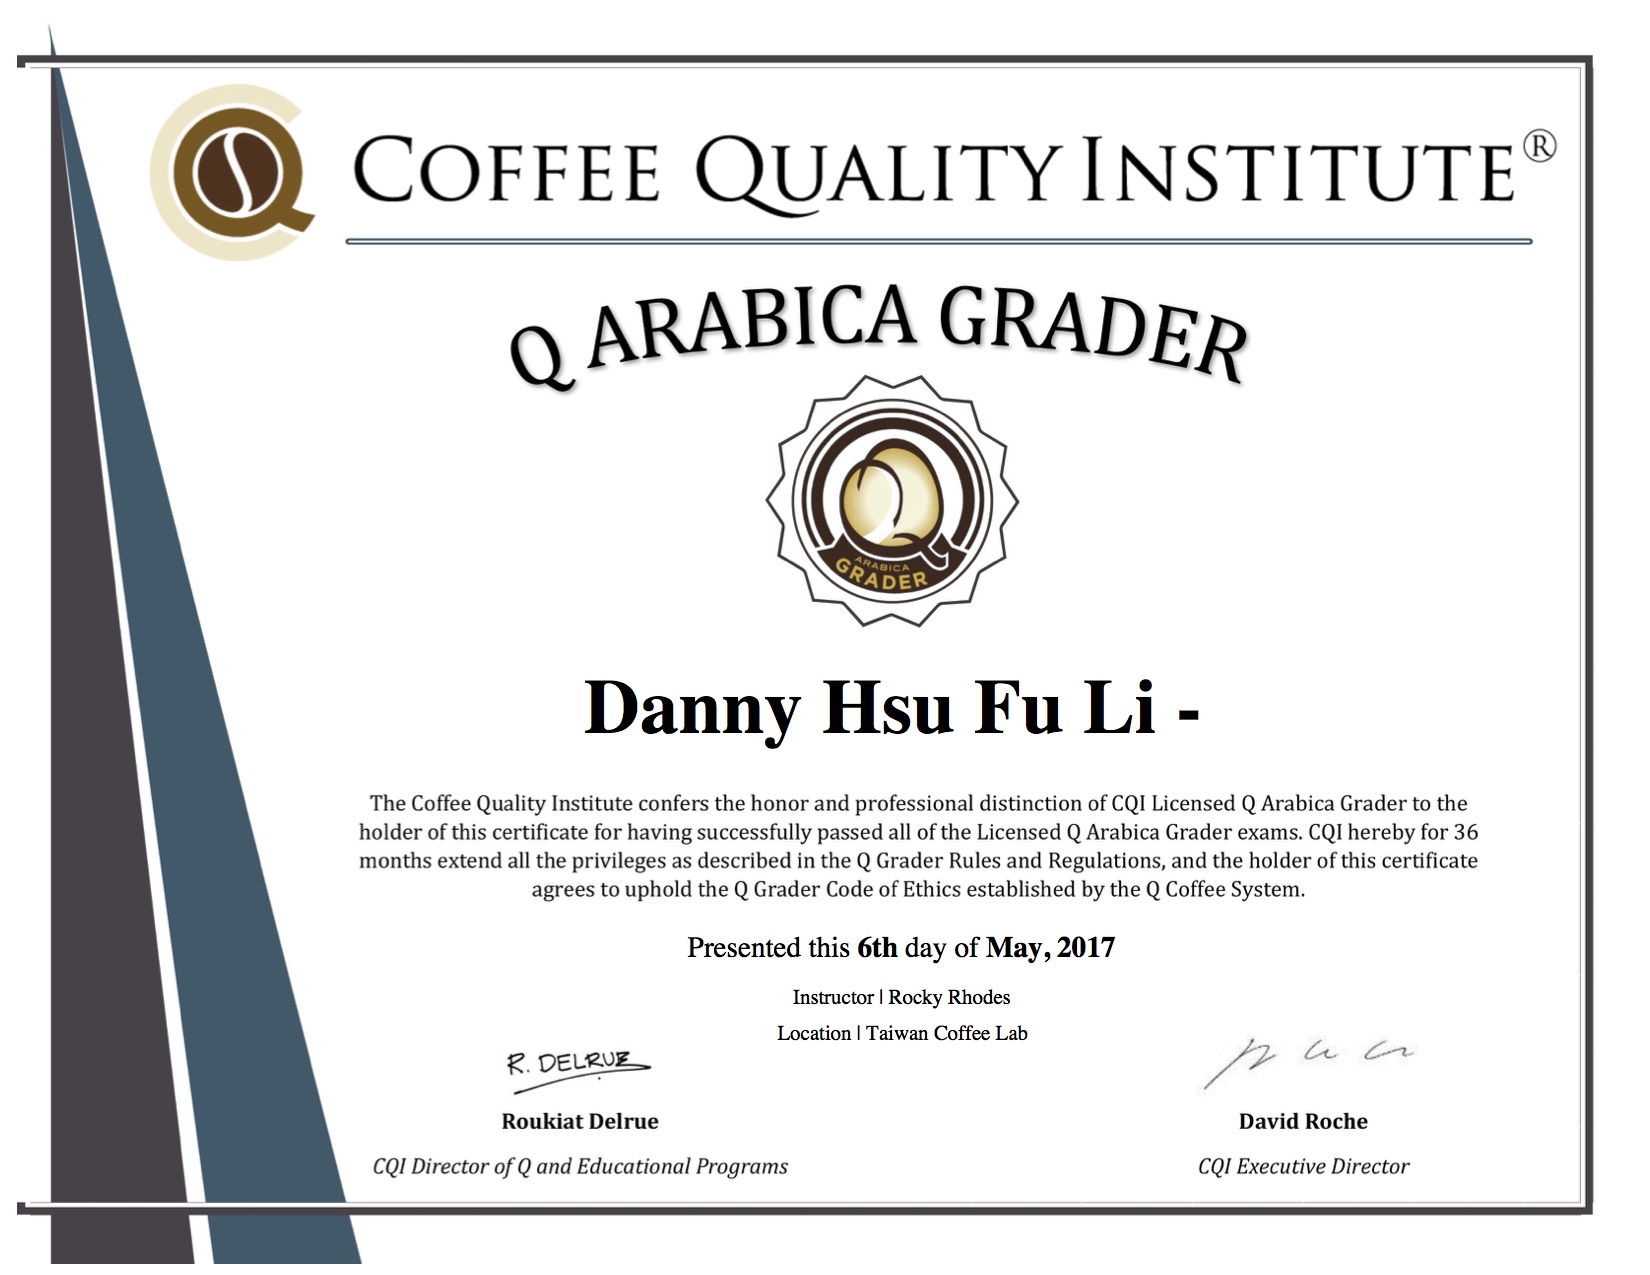 COFFEE QUALITY INSTITUTE®
Q ARABICA GRADER
ARABICA
GRADER
Danny Hsu Fu Li -
The Coffee Quality Institute confers the honor and professional distinction of CQI Licensed Q Arabica Grader to the
holder of this certificate for having successfully passed all of the Licensed Q Arabica Grader exams. CQI hereby for 36
months extend all the privileges as described in the Q Grader Rules and Regulations, and the holder of this certificate
agrees to uphold the Q Grader Code of Ethics established by the Q Coffee System.
Presented this 6th day of May, 2017
Instructor | Rocky Rhodes
Location | Taiwan Coffee Lab
R. DELRUE
Roukiat Delrue
David Roche
CQI Director of Q and Educational Programs
CQI Executive Director